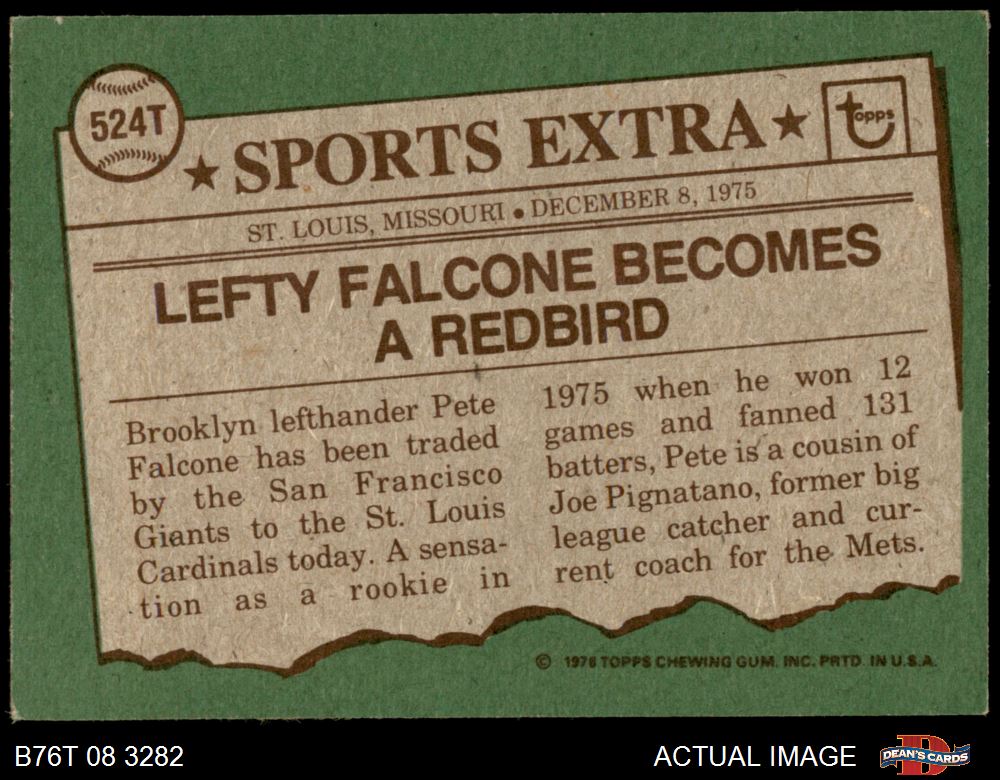 524T
★ SPORTS EXTRA ★
Topps
ST. LOUIS, MISSOURI • DECEMBER 8, 1975
LEFTY FALCONE BECOMES
A REDBIRD
Brooklyn lefthander Pete
Falcone has been traded
by the San Francisco
Giants to the St. Louis
Cardinals today. A sensa-
tion as a rookie in
1975 when he won 12
games and fanned 131
batters, Pete is a cousin of
Joe Pignatano, former big
league catcher and cur-
rent coach for the Mets.
© 1976 TOPPS CHEWING GUM, INC. PRTD. IN U.S.A.
B76T 08 3282
ACTUAL IMAGE
D
DEAN'S CARDS